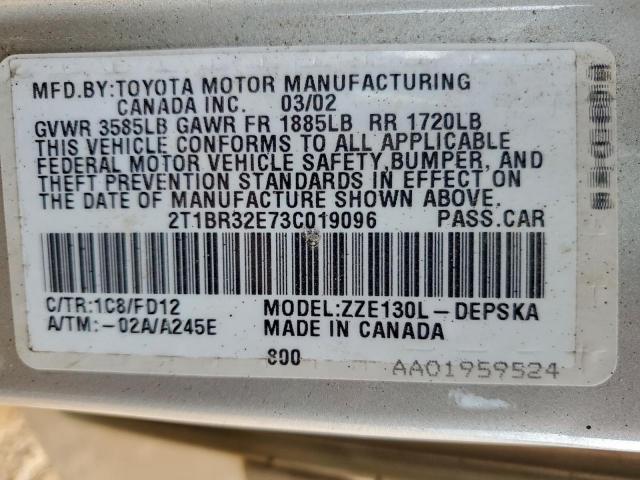 MFD.BY:TOYOTA MOTOR MANUFACTURING
CANADA INC. 03/02
GVWR 3585LB GAWR FR 1885LB RR 1720LB
THIS VEHICLE CONFORMS TO ALL APPLICABLE
FEDERAL MOTOR VEHICLE SAFETY,BUMPER, AND
THEFT PREVENTION STANDARDS IN EFFECT ON
THE DATE OF MANUFACTURE SHOWN ABOVE.
2T1BR32E73C019096 PASS.CAR
C/TR:1C8/FD12 MODEL:ZZE130L-DEPSKA
A/TM:-02A/A245E MADE IN CANADA
800
AA01959524